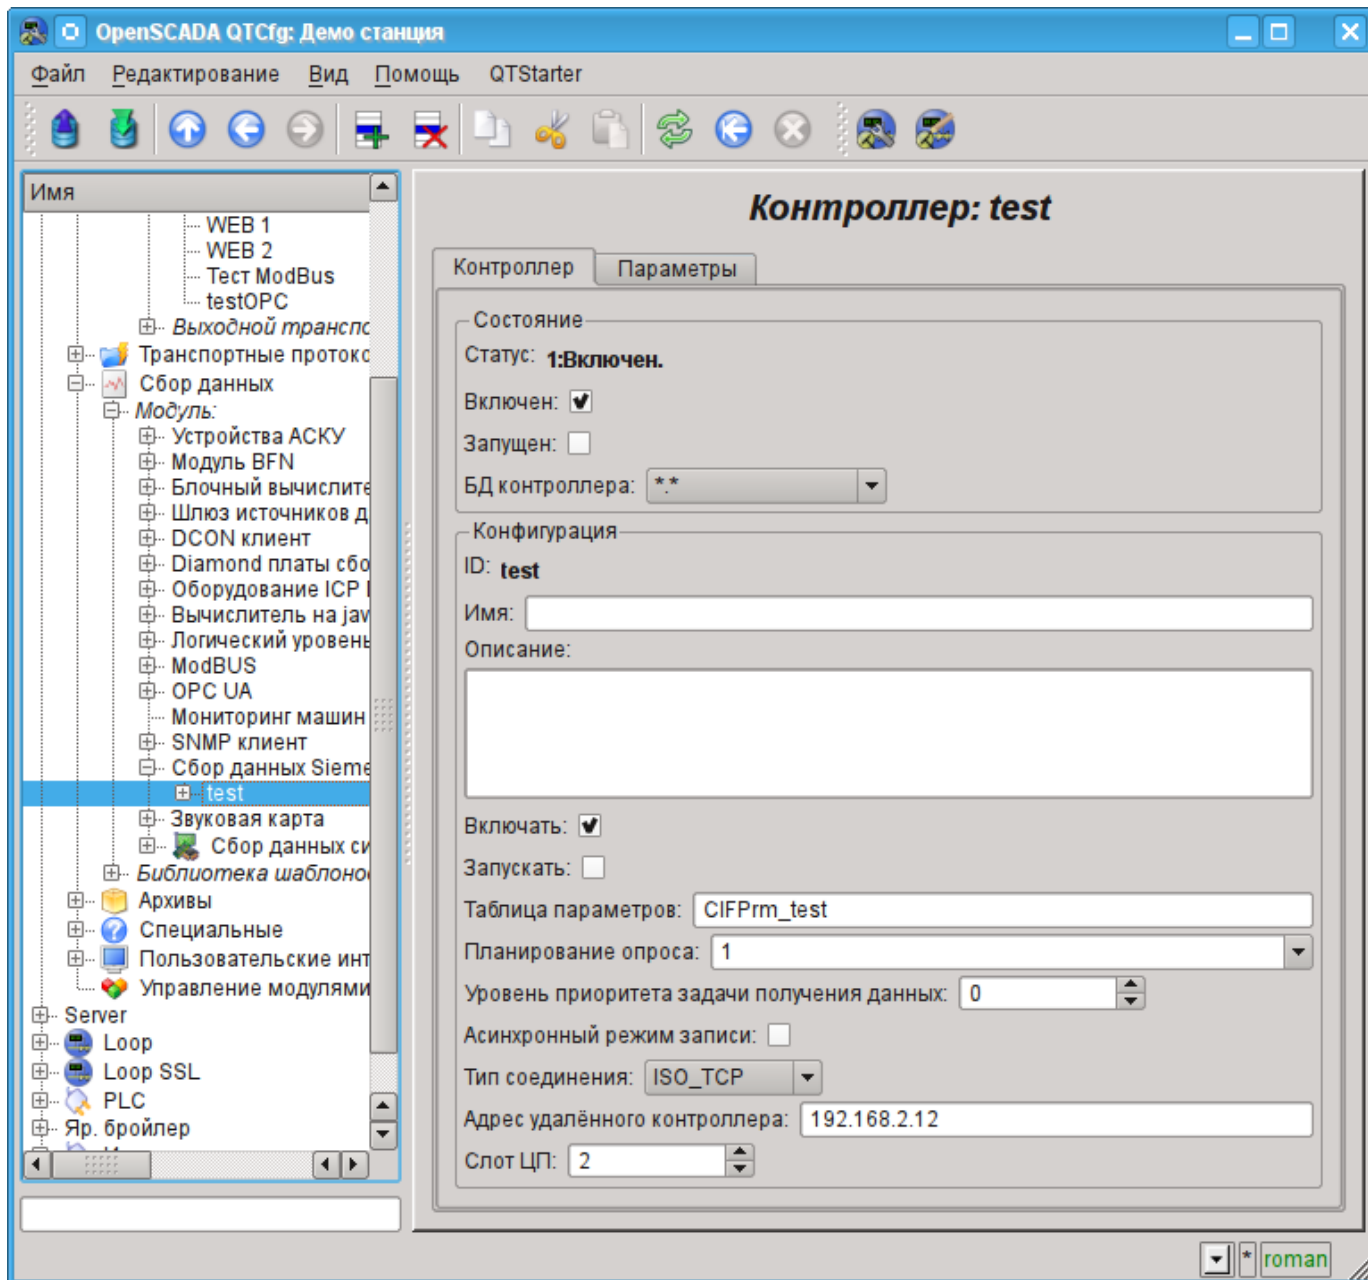 OpenSCADA QTCfg: Демо станция
Файл Редактирование Вид Помощь QTStarter
Имя
WEB 1
WEB 2
Тест ModBus
testOPC
Выходной транспо
Транспортные протоко
Сбор данных
Модуль:
Устройства АСКУ
Модуль BFN
Блочный вычислите
Шлюз источников д
DCON клиент
Diamond платы сбо
Оборудование ICP
Вычислитель на jav
Логический уровень
ModBUS
OPC UA
Мониторинг машин
SNMP клиент
Сбор данных Sieme
test
Звуковая карта
Сбор данных си
Библиотека шаблоно
Архивы
Специальные
Пользовательские инт
Управление модулями
Server
Loop
Loop SSL
PLC
Яр. бройлер
Контроллер: test
Контроллер Параметры
Состояние
Статус: 1:Включен.
Включен:
Запущен:
БД контроллера: *.*
Конфигурация
ID: test
Имя:
Описание:
Включать:
Запускать:
Таблица параметров: CIFPrm_test
Планирование опроса: 1
Уровень приоритета задачи получения данных: 0
Асинхронный режим записи:
Тип соединения: ISO_TCP
Адрес удалённого контроллера: 192.168.2.12
Слот ЦП: 2
* roman